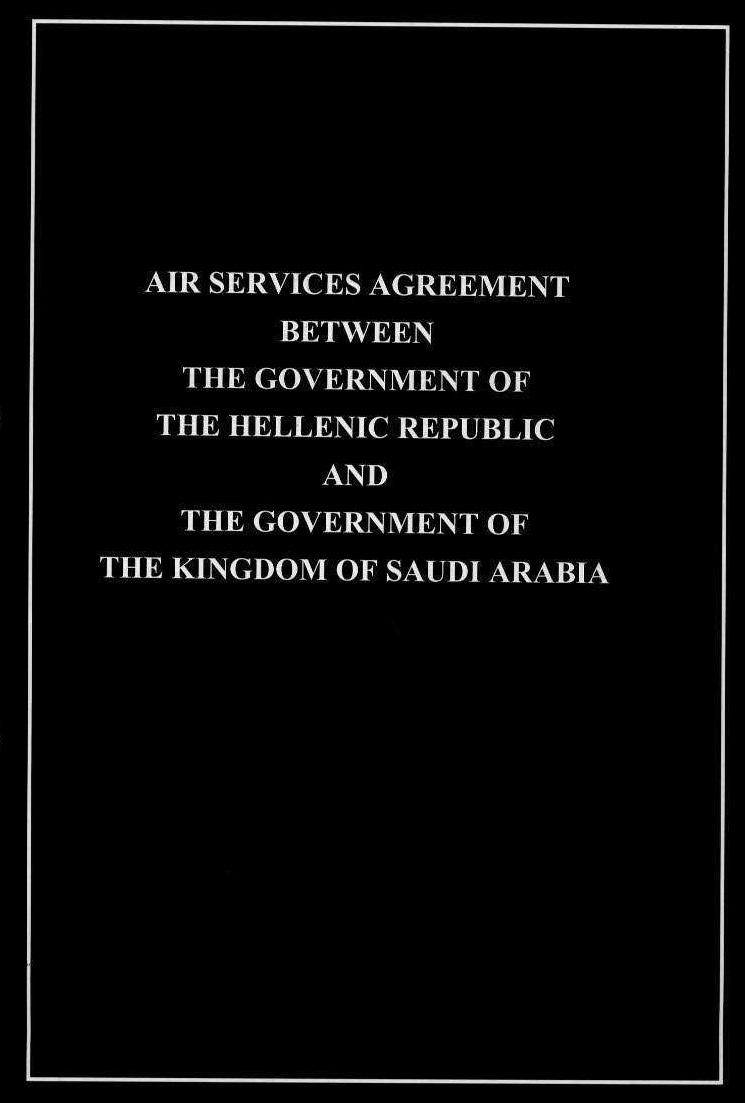 AIR SERVICES AGREEMENT
BETWEEN
THE GOVERNMENT OF
THE HELLENIC REPUBLIC
AND
THE GOVERNMENT OF
THE KINGDOM OF SAUDI ARABIA